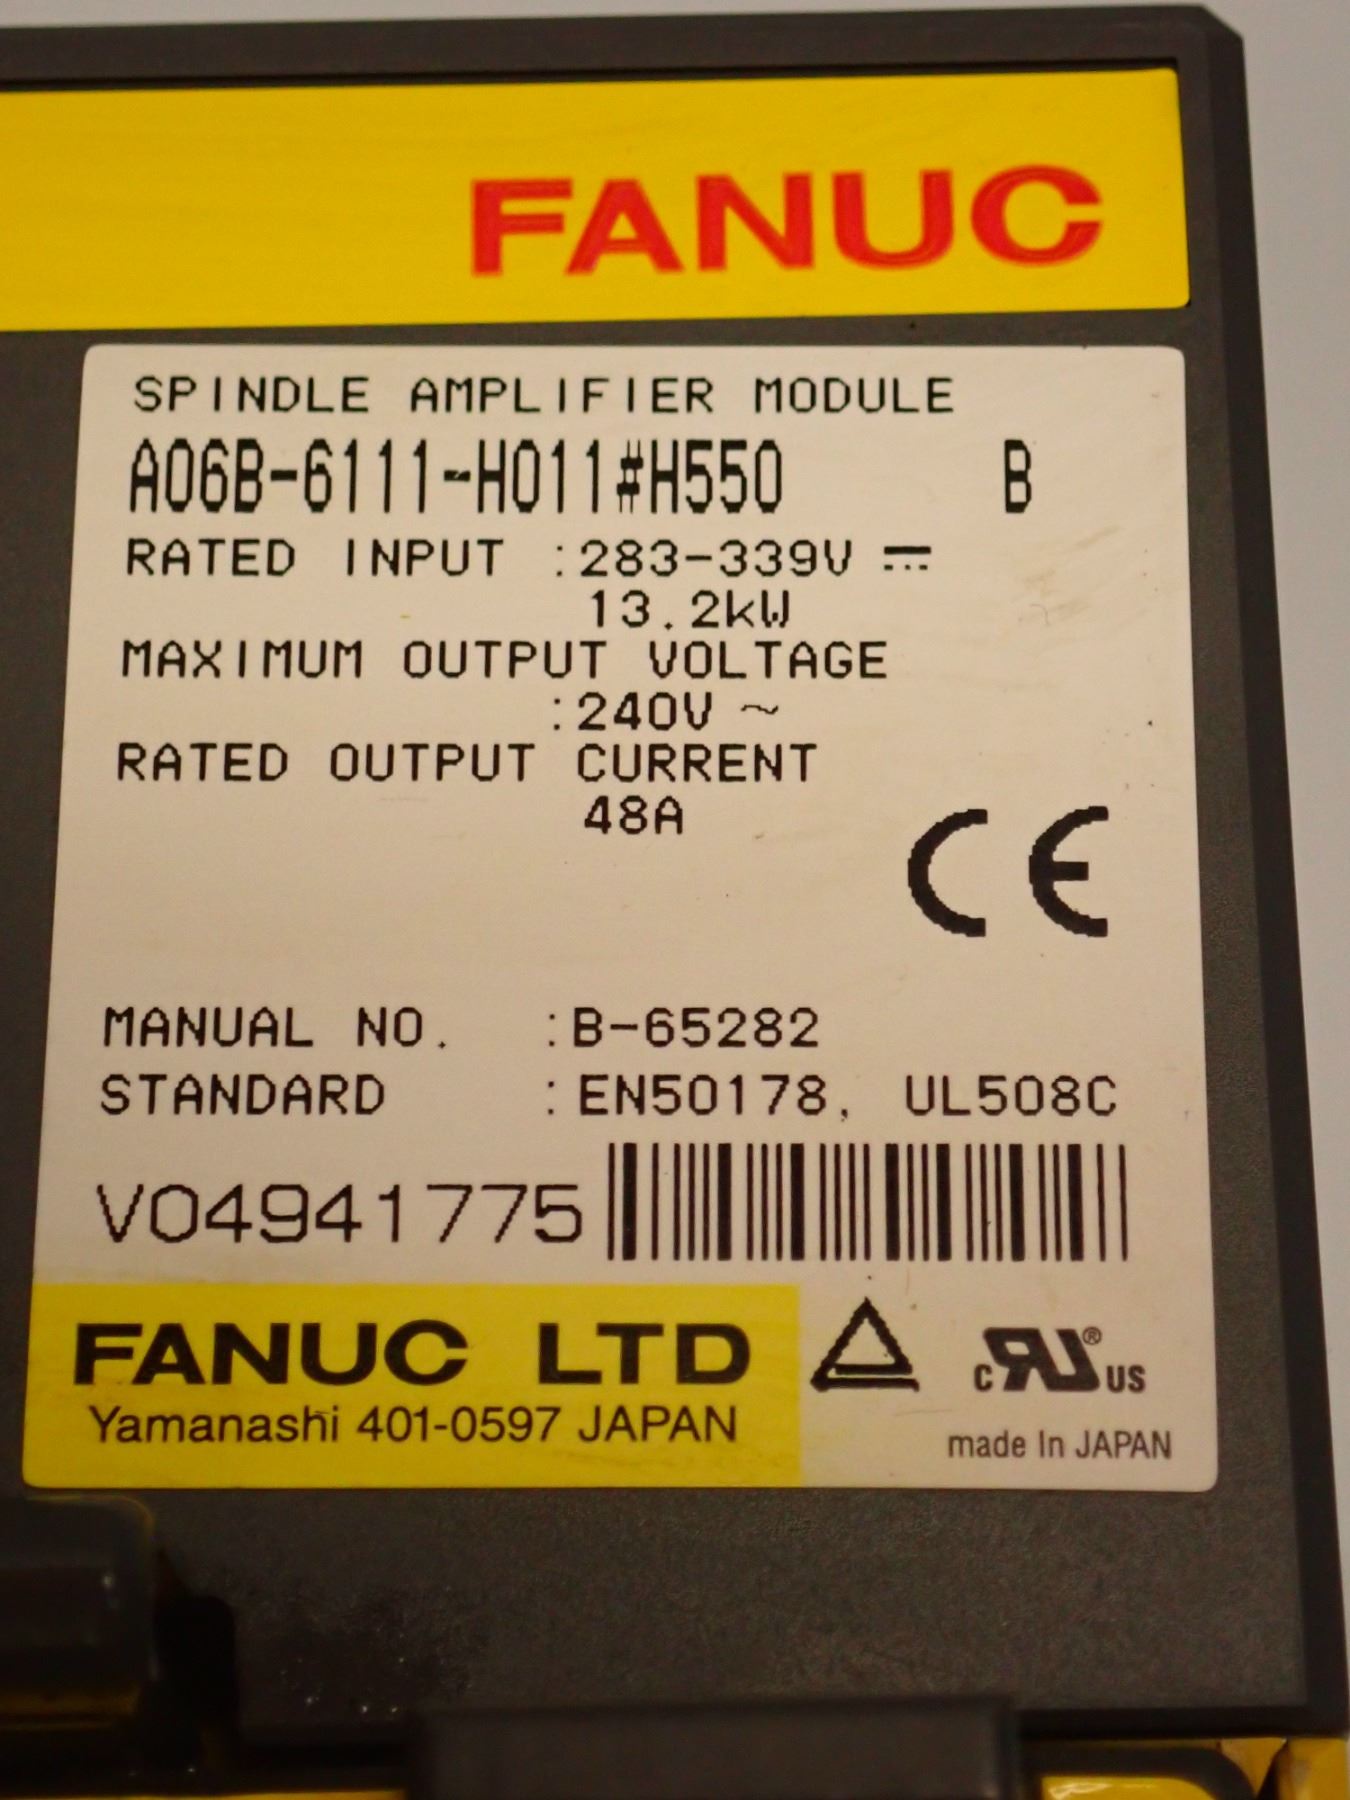 FANUC
SPINDLE AMPLIFIER MODULE
A06B-6111-H011#H550 B
RATED INPUT :283-339V ⎓
13.2kW
MAXIMUM OUTPUT VOLTAGE
:240V ~
RATED OUTPUT CURRENT
48A
CE
MANUAL NO. :B-65282
STANDARD :EN50178, UL508C
V04941775
FANUC LTD
Yamanashi 401-0597 JAPAN
c RU ® US
made In JAPAN